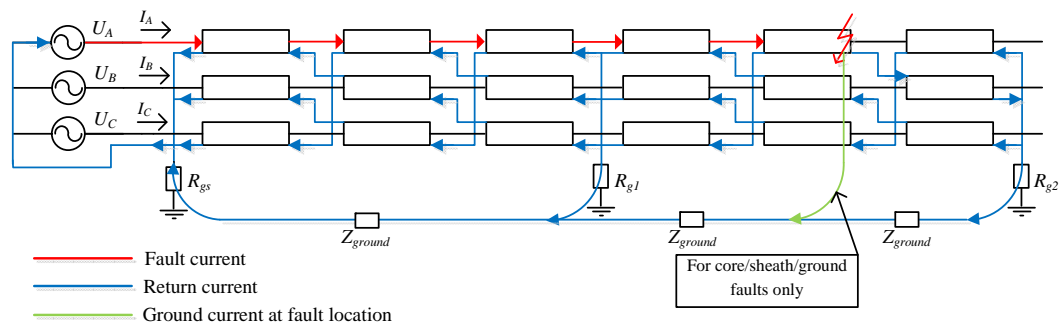 U_A
I_A
U_B
I_B
U_C
I_C
R_gs
R_g1
R_g2
Z_ground
Z_ground
Z_ground
For core/sheath/ground
faults only
Fault current
Return current
Ground current at fault location